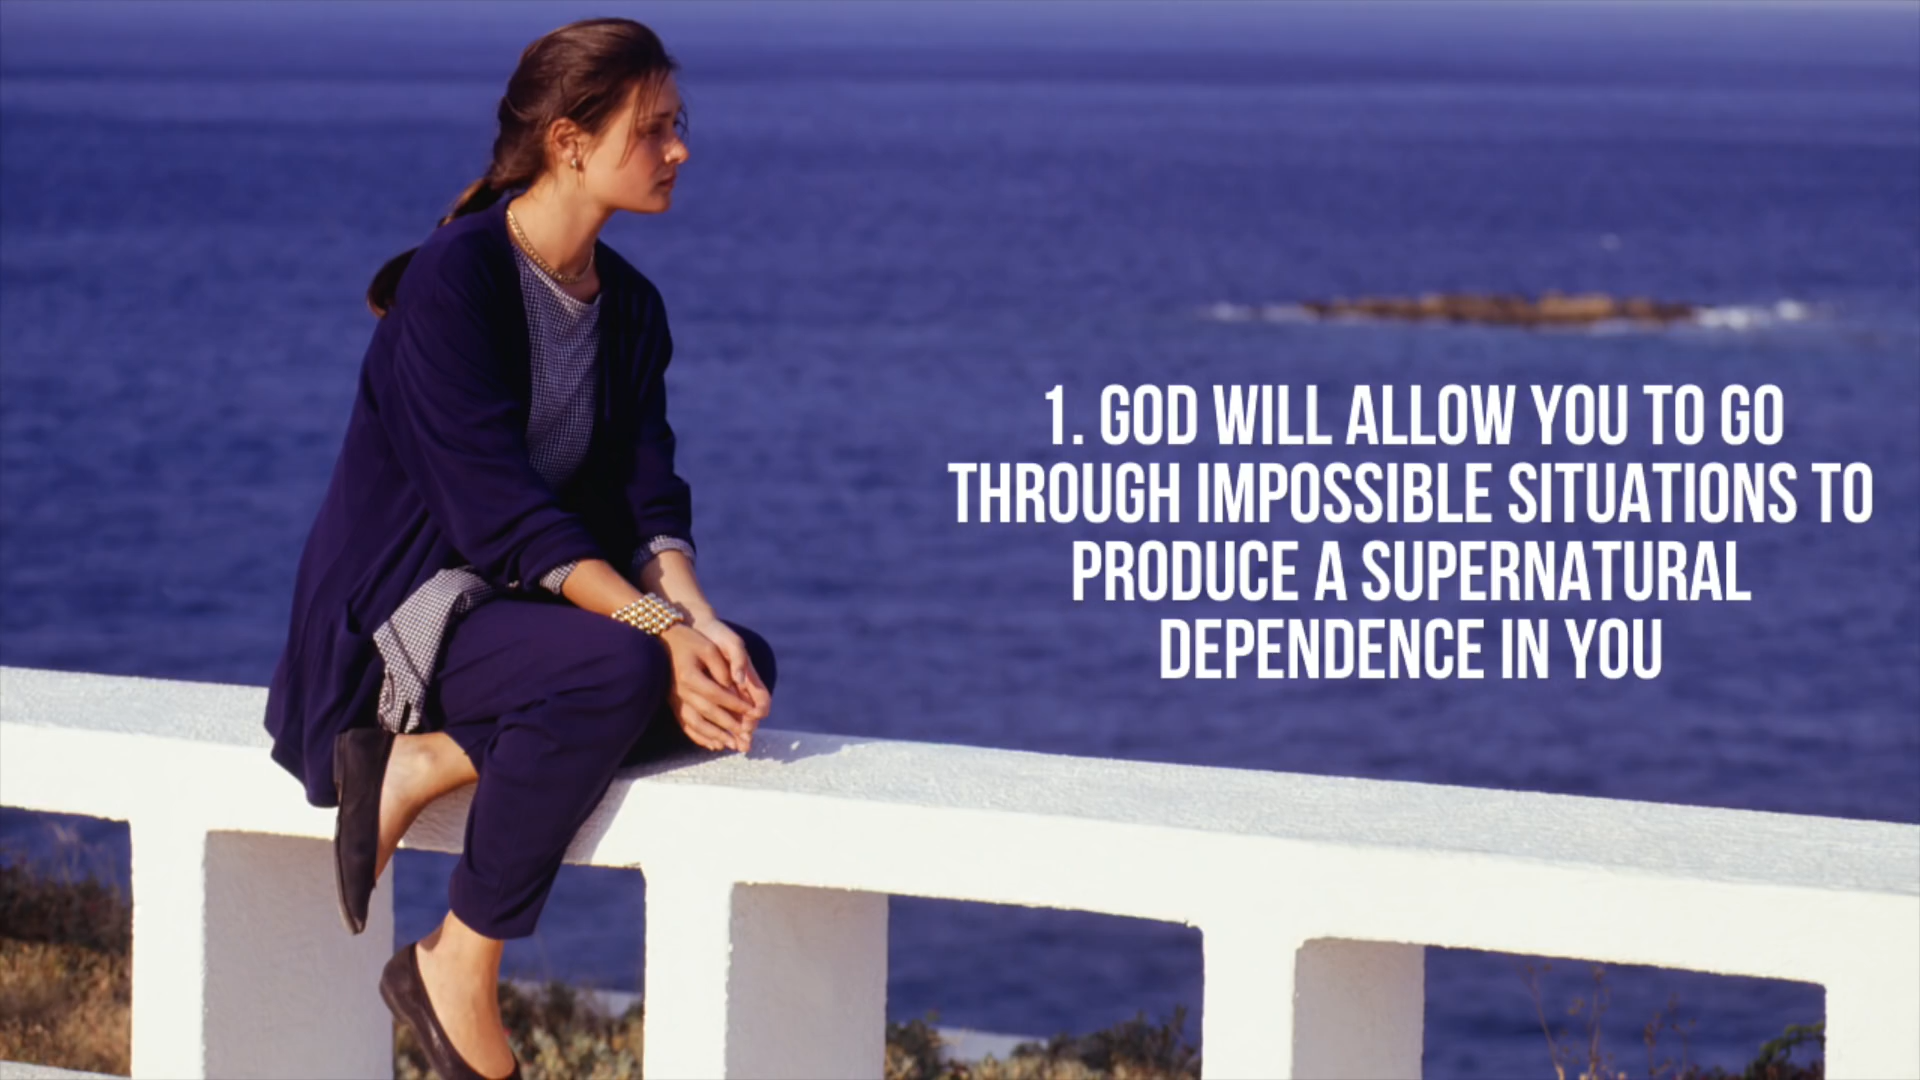 1. GOD WILL ALLOW YOU TO GO
THROUGH IMPOSSIBLE SITUATIONS TO
PRODUCE A SUPERNATURAL
DEPENDENCE IN YOU